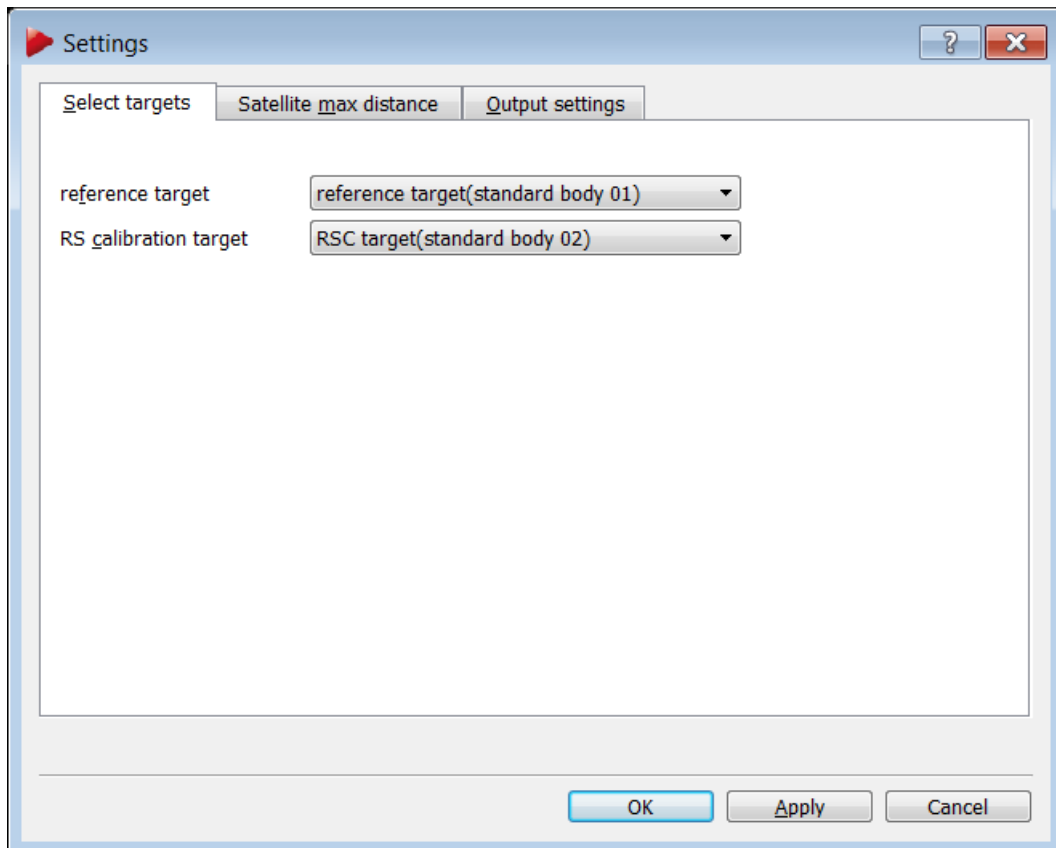 Settings
Select targets Satellite max distance Output settings
reference target reference target(standard body 01)
RS calibration target RSC target(standard body 02)
OK Apply Cancel